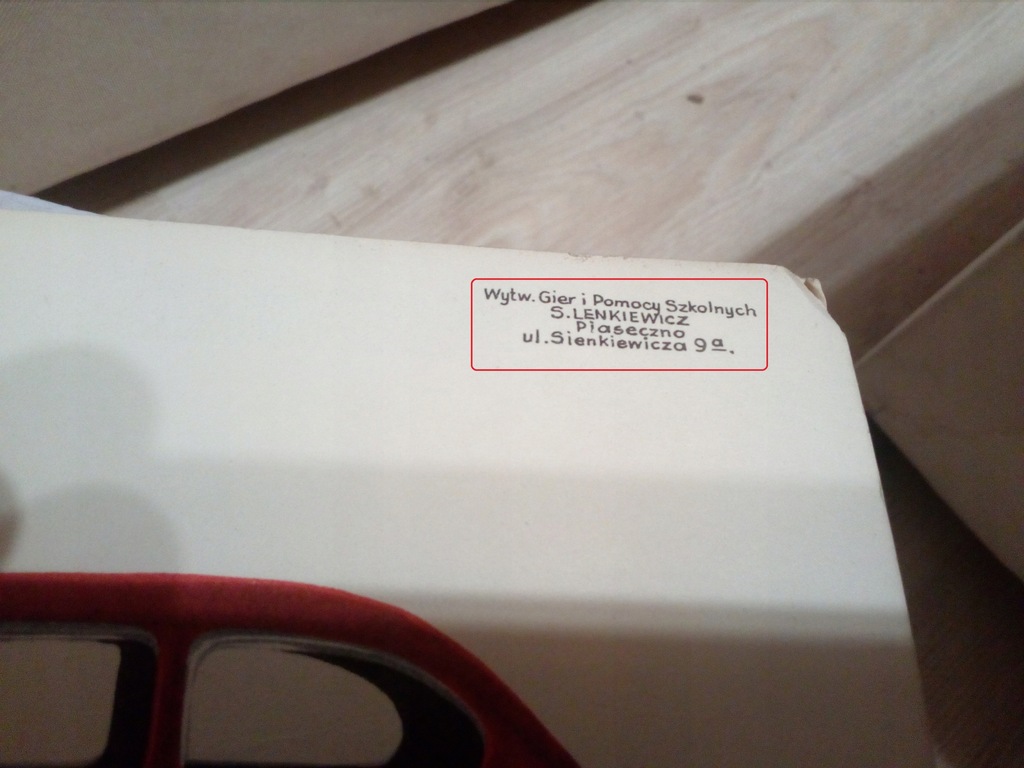 Wytw. Gier i Pomocy Szkolnych
S. LENKIEWICZ
Piaseczno
ul. Sienkiewicza 9a.